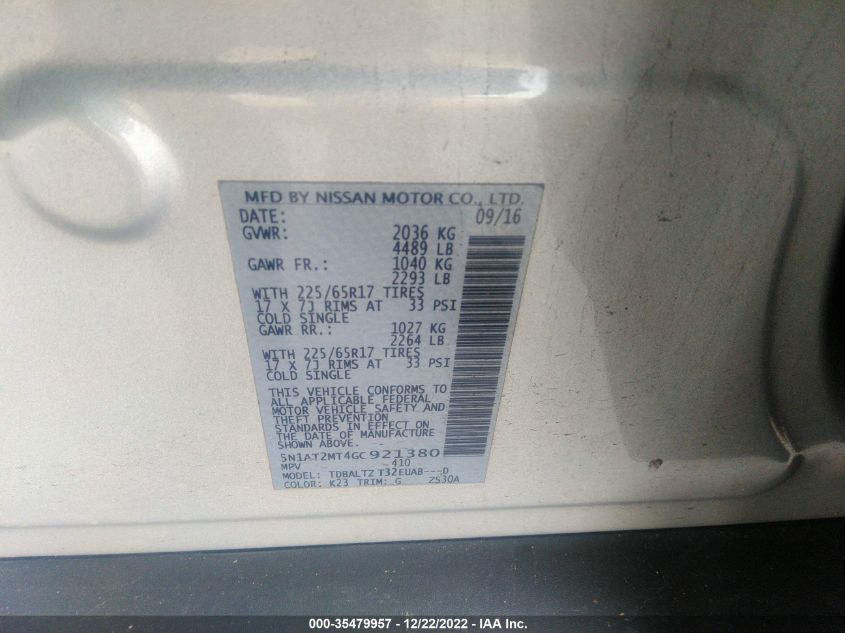 MFD BY NISSAN MOTOR CO., LTD.
DATE: 09/16
GVWR: 2036 KG
4489 LB
GAWR FR.: 1040 KG
2293 LB
WITH 225/65R17 TIRES
17 X 7J RIMS AT 33 PSI
COLD SINGLE
GAWR RR.: 1027 KG
2264 LB
WITH 225/65R17 TIRES
17 X 7J RIMS AT 33 PSI
COLD SINGLE
THIS VEHICLE CONFORMS TO
ALL APPLICABLE FEDERAL
MOTOR VEHICLE SAFETY AND
THEFT PREVENTION
STANDARDS IN EFFECT ON
THE DATE OF MANUFACTURE
SHOWN ABOVE.
5N1AT2MT4GC921380
MPV 410
MODEL: TDBALTZ T32EUAB---D
COLOR: K23 TRIM: G ZS30A
000-35479957 - 12/22/2022 - IAA Inc.